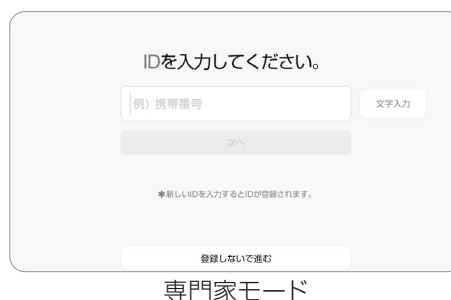 IDを入力してください。
例）携帯番号
文字入力
次へ
✱新しいIDを入力するとIDが登録されます。
登録しないで進む
専門家モード